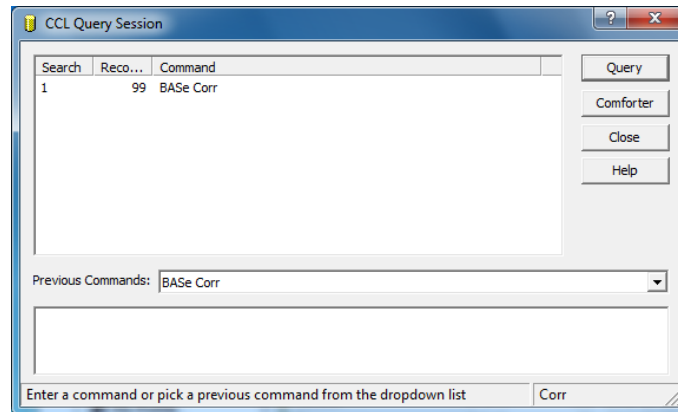 CCL Query Session
Search Reco... Command
1 99 BASe Corr
Query
Comforter
Close
Help
Previous Commands: BASe Corr
Enter a command or pick a previous command from the dropdown list Corr